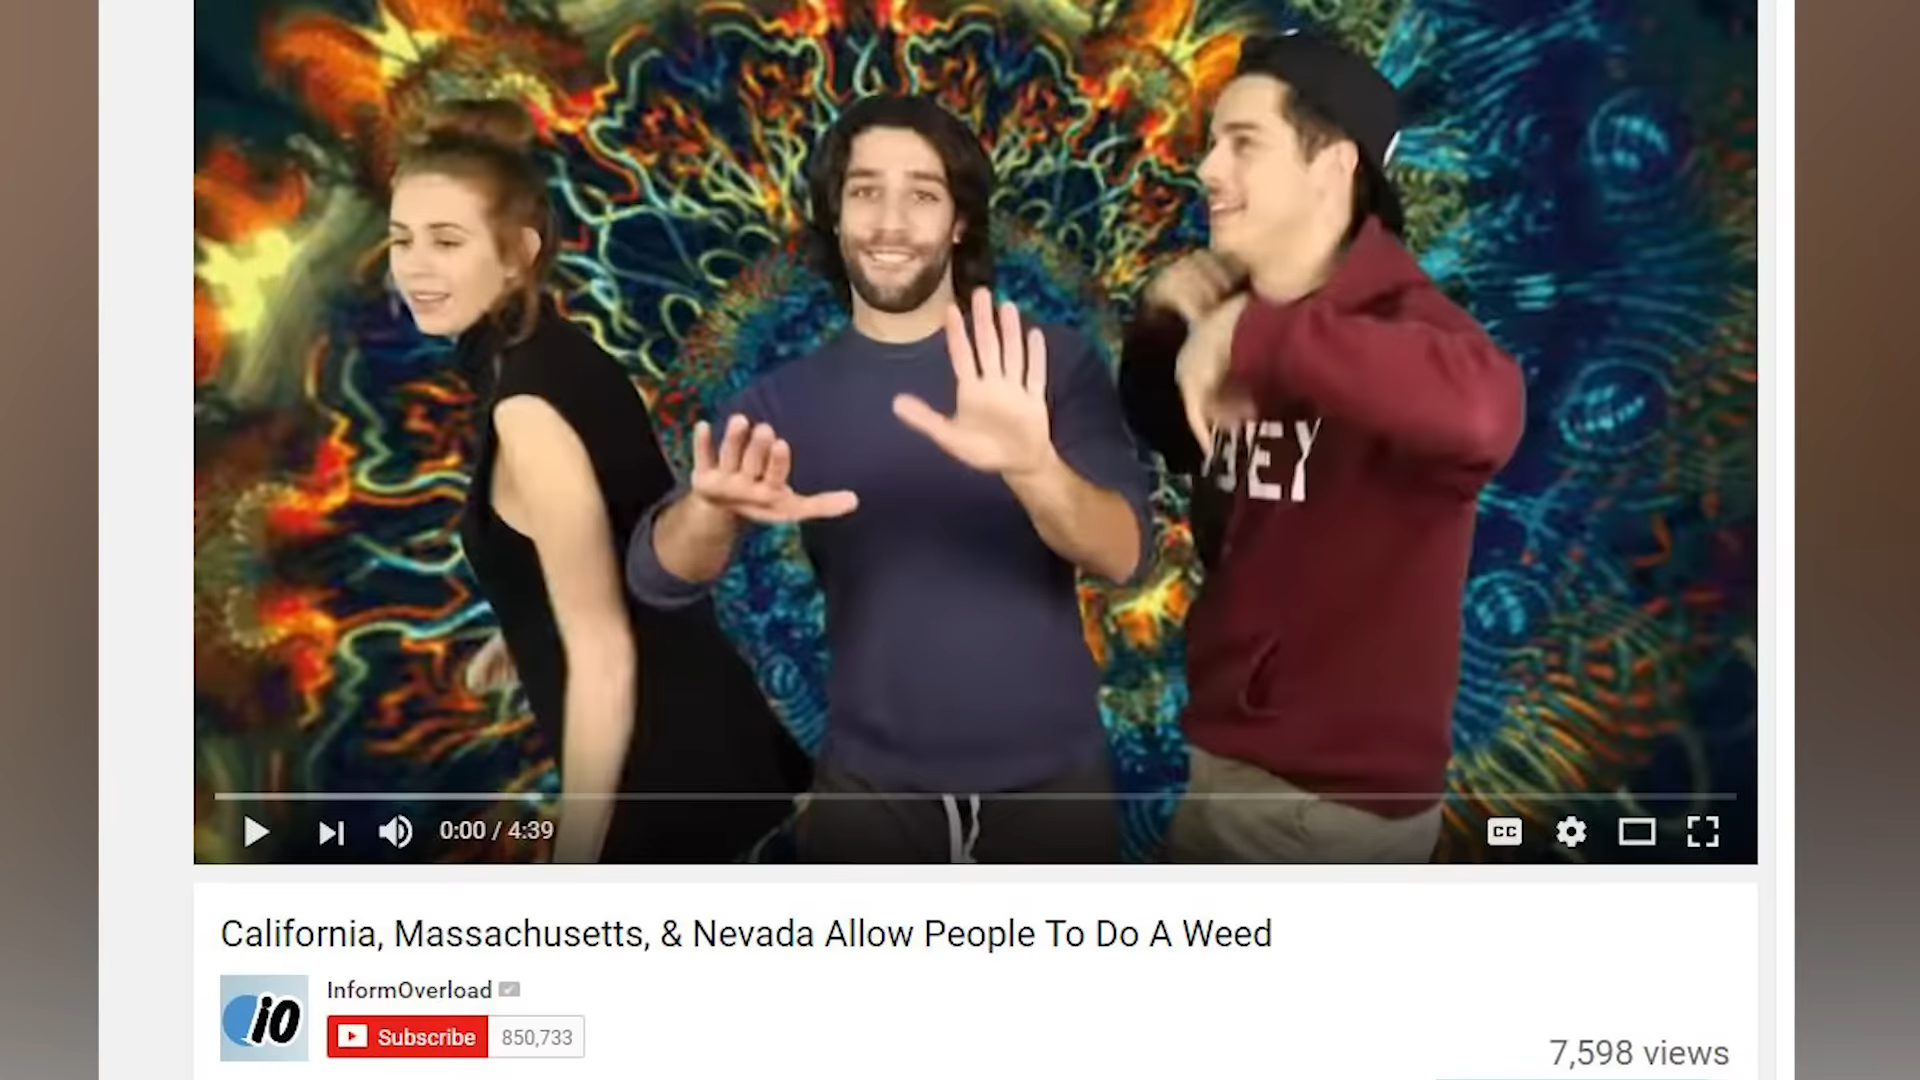 0:00 / 4:39
CC
California, Massachusetts, & Nevada Allow People To Do A Weed
iO
InformOverload
Subscribe
850,733
7,598 views